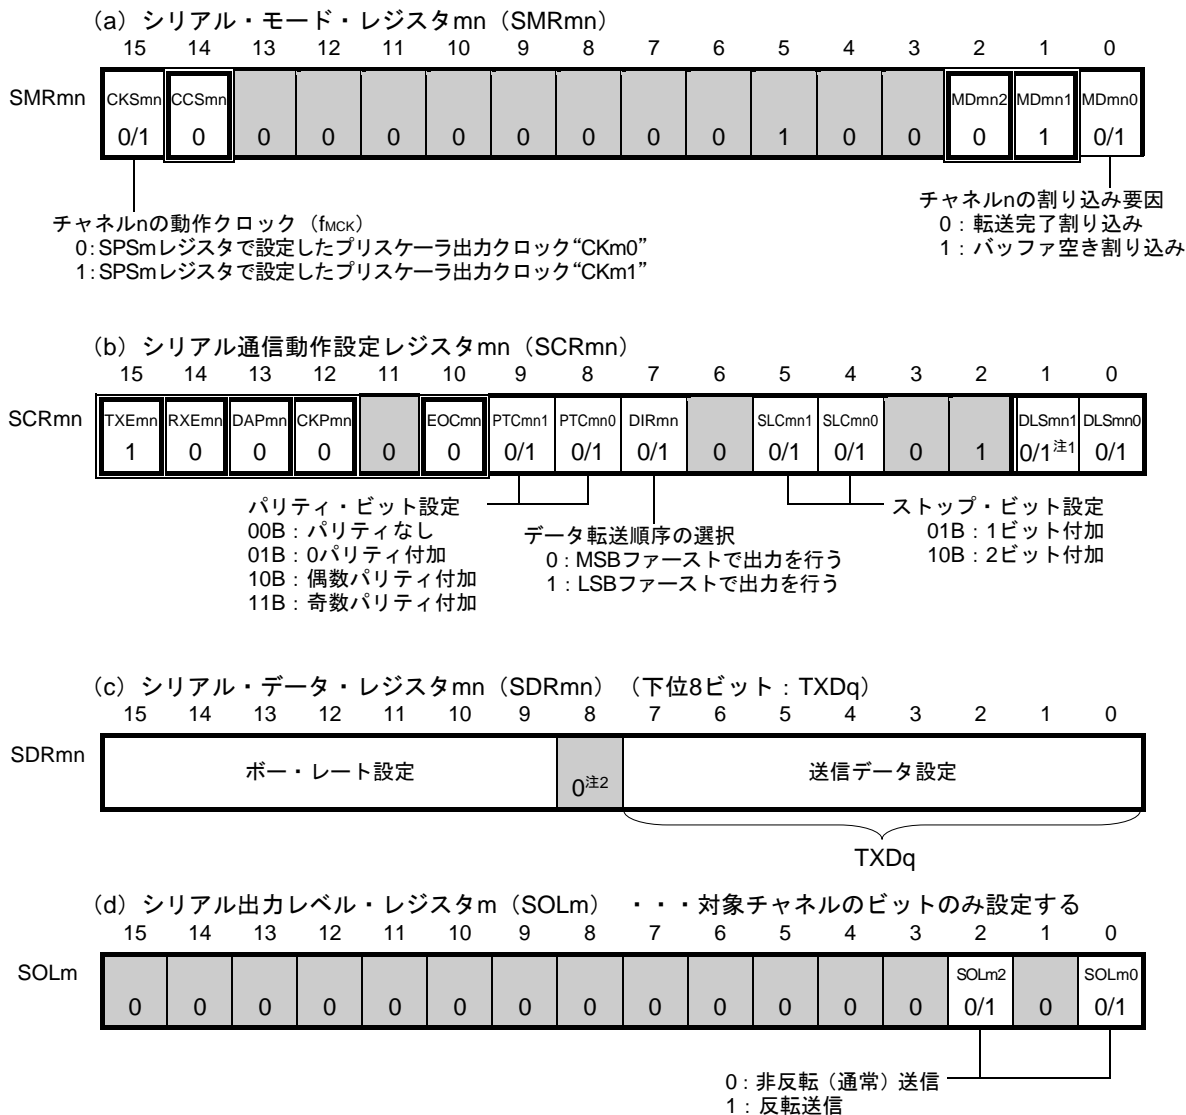 (a) シリアル・モード・レジスタmn (SMRmn)
15 14 13 12 11 10 9 8 7 6 5 4 3 2 1 0
SMRmn
CKSmn CCSmn MDmn2 MDmn1 MDmn0
0/1 0 0 0 0 0 0 0 0 0 1 0 0 0 1 0/1
チャネルnの動作クロック (fMCK)
0:SPSmレジスタで設定したプリスケーラ出力クロック“CKm0”
1:SPSmレジスタで設定したプリスケーラ出力クロック“CKm1”
チャネルnの割り込み要因
0:転送完了割り込み
1:バッファ空き割り込み
(b) シリアル通信動作設定レジスタmn (SCRmn)
15 14 13 12 11 10 9 8 7 6 5 4 3 2 1 0
SCRmn
TXEmn RXEmn DAPmn CKPmn EOCmn PTCmn1 PTCmn0 DIRmn SLCmn1 SLCmn0 DLSmn1 DLSmn0
1 0 0 0 0 0 0/1 0/1 0/1 0 0/1 0/1 0 1 0/1注1 0/1
パリティ・ビット設定
00B:パリティなし
01B:0パリティ付加
10B:偶数パリティ付加
11B:奇数パリティ付加
データ転送順序の選択
0:MSBファーストで出力を行う
1:LSBファーストで出力を行う
ストップ・ビット設定
01B:1ビット付加
10B:2ビット付加
(c) シリアル・データ・レジスタmn (SDRmn) (下位8ビット:TXDq)
15 14 13 12 11 10 9 8 7 6 5 4 3 2 1 0
SDRmn
ボー・レート設定 0注2 送信データ設定
TXDq
(d) シリアル出力レベル・レジスタm (SOLm) ・・・対象チャネルのビットのみ設定する
15 14 13 12 11 10 9 8 7 6 5 4 3 2 1 0
SOLm
SOLm2 SOLm0
0 0 0 0 0 0 0 0 0 0 0 0 0 0/1 0 0/1
0:非反転(通常)送信
1:反転送信